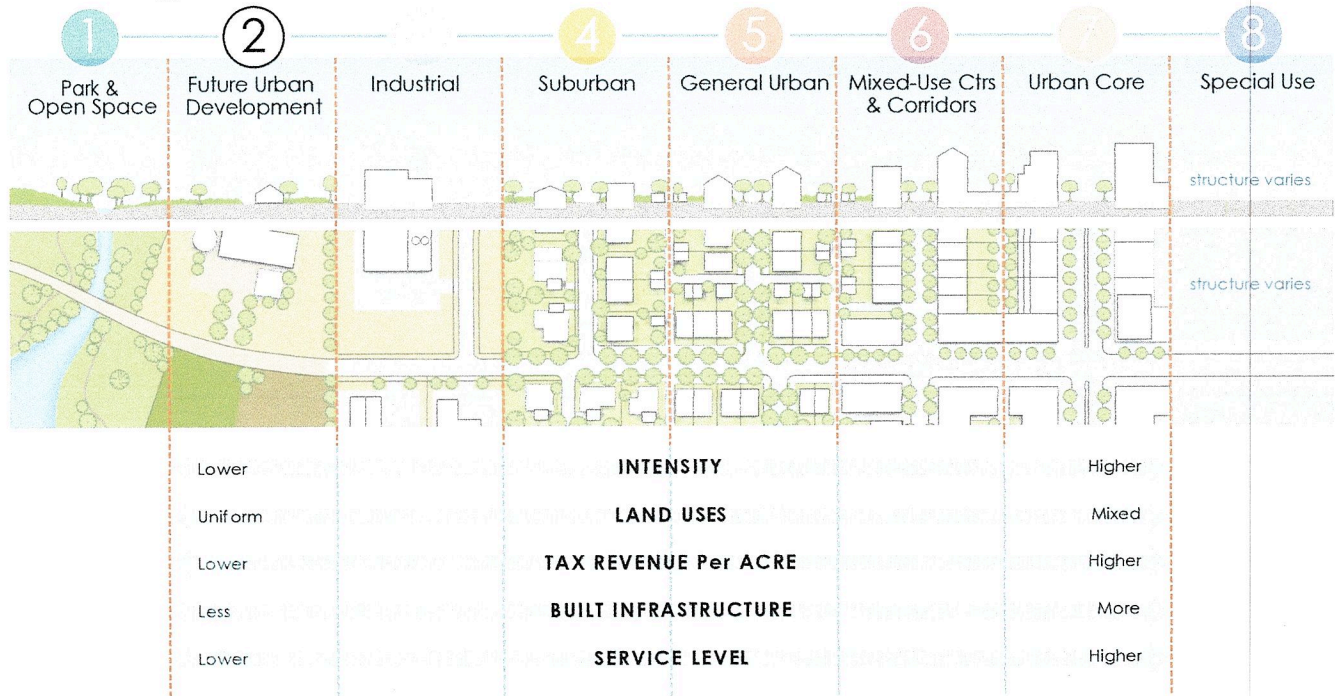 1
2
4
5
6
7
8
Park &
Open Space
Future Urban
Development
Industrial
Suburban
General Urban
Mixed-Use Ctrs
& Corridors
Urban Core
Special Use
structure varies
structure varies
Lower INTENSITY Higher
Uniform LAND USES Mixed
Lower TAX REVENUE Per ACRE Higher
Less BUILT INFRASTRUCTURE More
Lower SERVICE LEVEL Higher